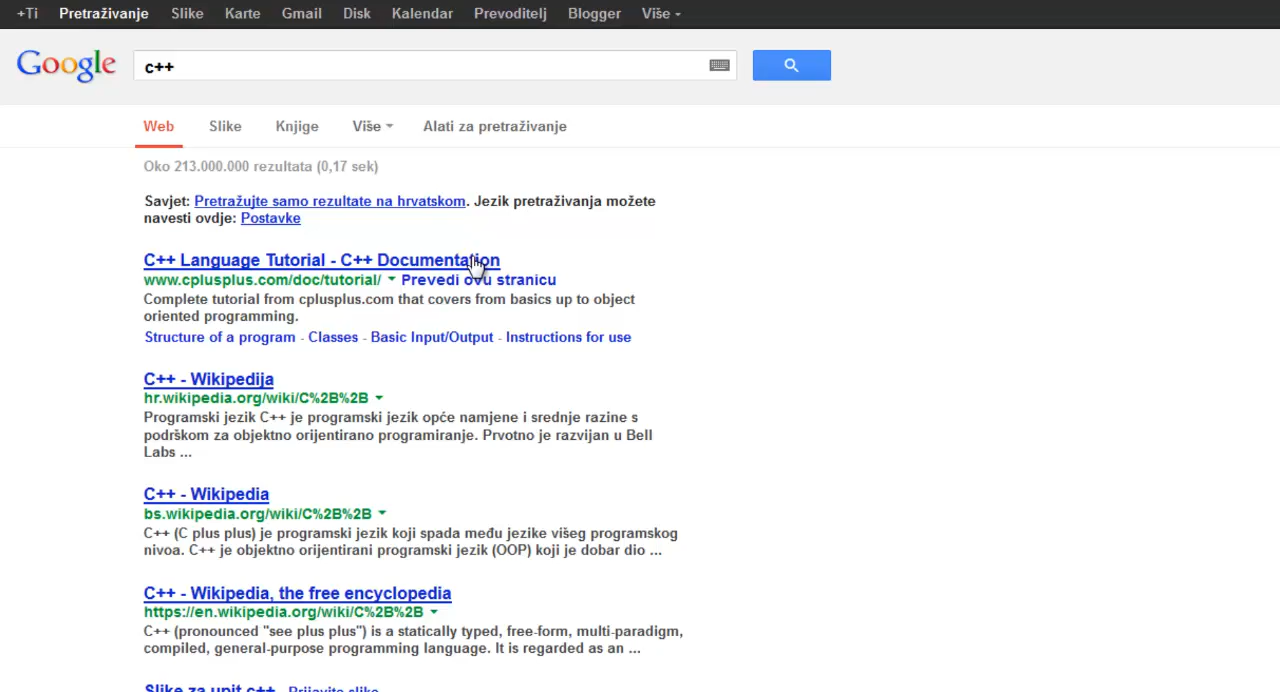 +Ti Pretraživanje Slike Karte Gmail Disk Kalendar Prevoditelj Blogger Više
Google c++
Web Slike Knjige Više Alati za pretraživanje
Oko 213.000.000 rezultata (0,17 sek)
Savjet: Pretražujte samo rezultate na hrvatskom. Jezik pretraživanja možete
navesti ovdje: Postavke
C++ Language Tutorial - C++ Documentation
www.cplusplus.com/doc/tutorial/ Prevedi ovu stranicu
Complete tutorial from cplusplus.com that covers from basics up to object
oriented programming.
Structure of a program - Classes - Basic Input/Output - Instructions for use
C++ - Wikipedija
hr.wikipedia.org/wiki/C%2B%2B
Programski jezik C++ je programski jezik opće namjene i srednje razine s
podrškom za objektno orijentirano programiranje. Prvotno je razvijan u Bell
Labs ...
C++ - Wikipedia
bs.wikipedia.org/wiki/C%2B%2B
C++ (C plus plus) je programski jezik koji spada među jezike višeg programskog
nivoa. C++ je objektno orijentirani programski jezik (OOP) koji je dobar dio ...
C++ - Wikipedia, the free encyclopedia
https://en.wikipedia.org/wiki/C%2B%2B
C++ (pronounced "see plus plus") is a statically typed, free-form, multi-paradigm,
compiled, general-purpose programming language. It is regarded as an ...
Slike za upit c++ - Prijavite slike